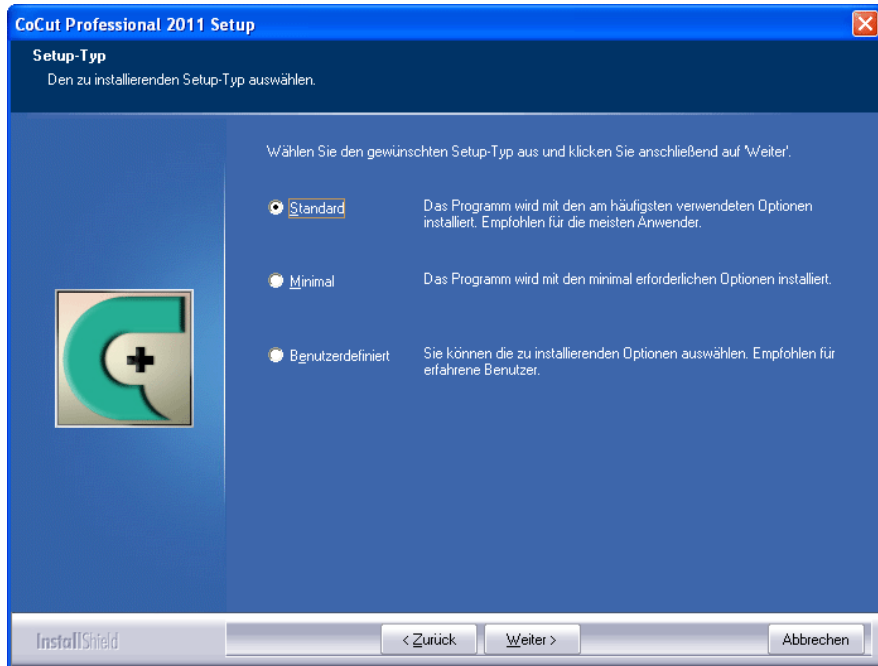 CoCut Professional 2011 Setup
Setup-Typ
Den zu installierenden Setup-Typ auswählen.
Wählen Sie den gewünschten Setup-Typ aus und klicken Sie anschließend auf 'Weiter'.
Standard
Das Programm wird mit den am häufigsten verwendeten Optionen
installiert. Empfohlen für die meisten Anwender.
Minimal
Das Programm wird mit den minimal erforderlichen Optionen installiert.
Benutzerdefiniert
Sie können die zu installierenden Optionen auswählen. Empfohlen für
erfahrene Benutzer.
InstallShield
< Zurück
Weiter >
Abbrechen